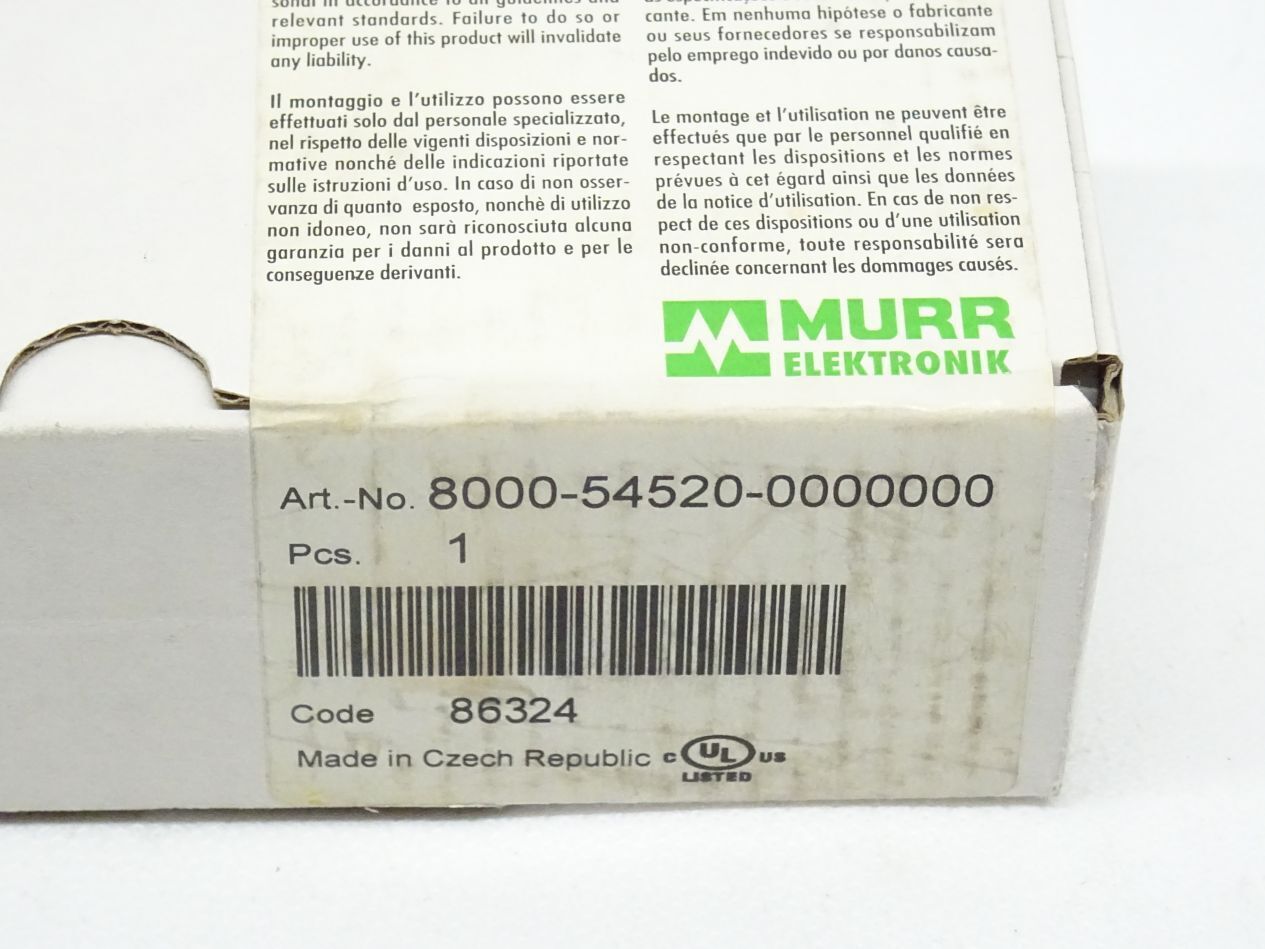 relevant standards. Failure to do so or
improper use of this product will invalidate
any liability.
Il montaggio e l'utilizzo possono essere
effettuati solo dal personale specializzato,
nel rispetto delle vigenti disposizioni e nor-
mative nonché delle indicazioni riportate
sulle istruzioni d'uso. In caso di non osser-
vanza di quanto esposto, nonchè di utilizzo
non idoneo, non sarà riconosciuta alcuna
garanzia per i danni al prodotto e per le
conseguenze derivanti.
cante. Em nenhuma hipótese o fabricante
ou seus fornecedores se responsabilizam
pelo emprego indevido ou por danos causa-
dos.
Le montage et l'utilisation ne peuvent être
effectués que par le personnel qualifié en
respectant les dispositions et les normes
prévues à cet égard ainsi que les données
de la notice d'utilisation. En cas de non res-
pect de ces dispositions ou d'une utilisation
non-conforme, toute responsabilité sera
declinée concernant les dommages causés.
MURR
ELEKTRONIK
Art.-No. 8000-54520-0000000
Pcs. 1
Code 86324
Made in Czech Republic c UL us
LISTED